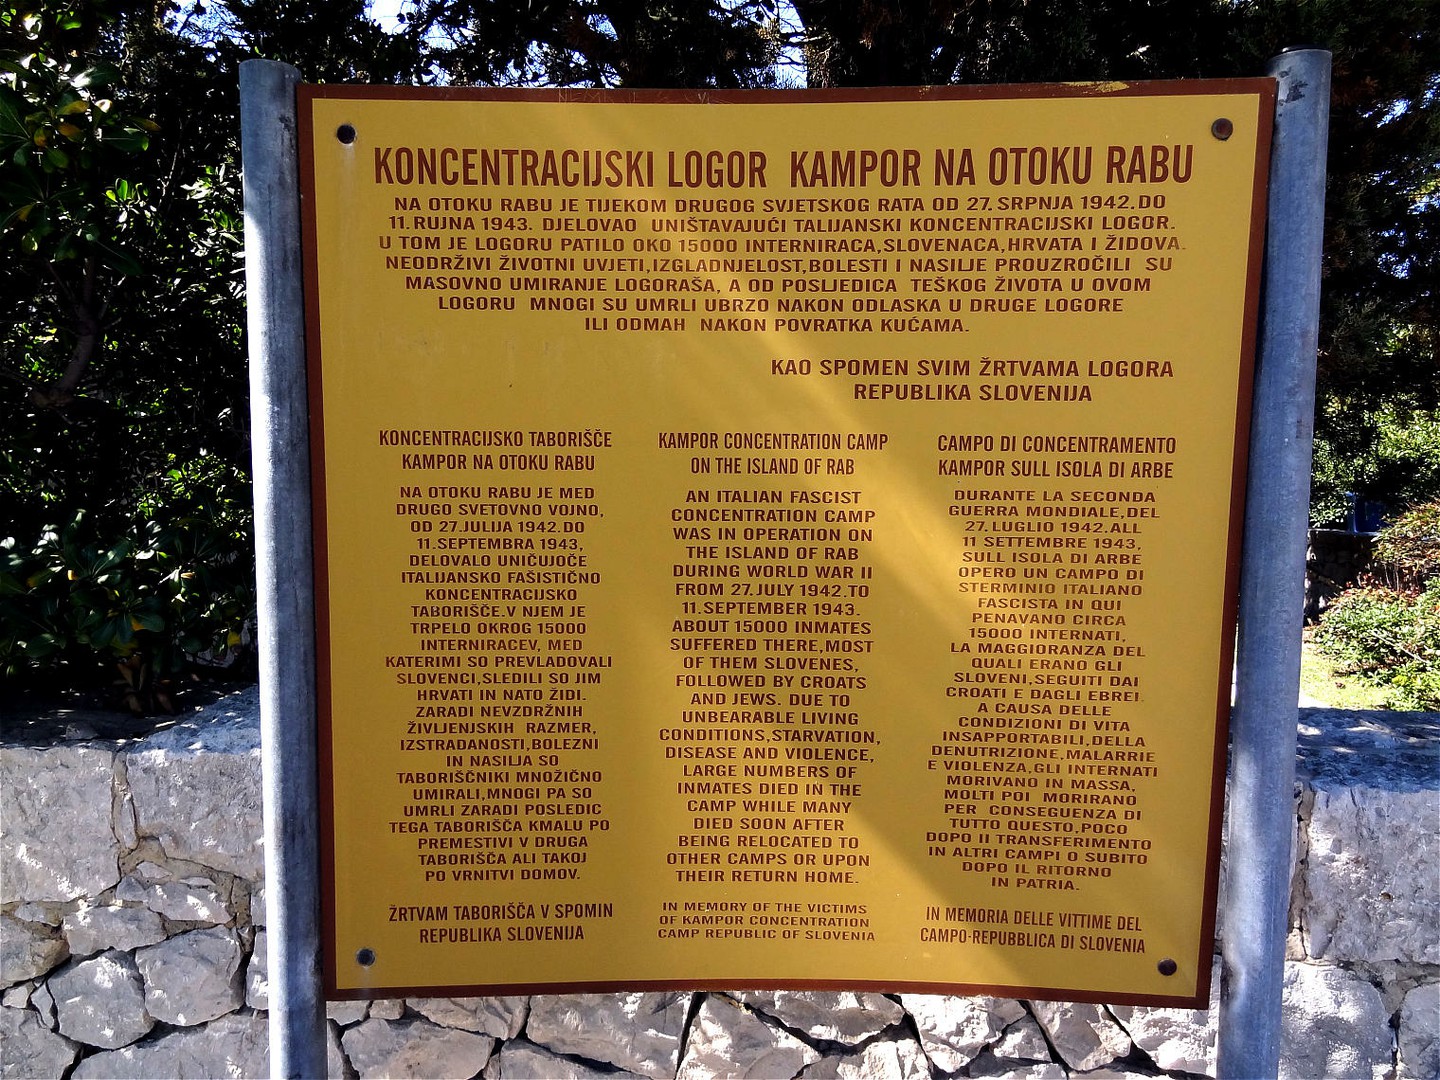 KONCENTRACIJSKI LOGOR KAMPOR NA OTOKU RABU
NA OTOKU RABU JE TIJEKOM DRUGOG SVJETSKOG RATA OD 27. SRPNJA 1942. DO
11. RUJNA 1943. DJELOVAO UNIŠTAVAJUĆI TALIJANSKI KONCENTRACIJSKI LOGOR.
U TOM JE LOGORU PATILO OKO 15000 INTERNIRACA,SLOVENACA,HRVATA I ŽIDOVA.
NEODRŽIVI ŽIVOTNI UVJETI,IZGLADNJELOST,BOLESTI I NASILJE PROUZROČILI SU
MASOVNO UMIRANJE LOGORAŠA, A OD POSLJEDICA TEŠKOG ŽIVOTA U OVOM
LOGORU MNOGI SU UMRLI UBRZO NAKON ODLASKA U DRUGE LOGORE
ILI ODMAH NAKON POVRATKA KUĆAMA.
KAO SPOMEN SVIM ŽRTVAMA LOGORA
REPUBLIKA SLOVENIJA
KONCENTRACIJSKO TABORIŠČE
KAMPOR NA OTOKU RABU
NA OTOKU RABU JE MED
DRUGO SVETOVNO VOJNO,
OD 27.JULIJA 1942.DO
11.SEPTEMBRA 1943,
DELOVALO UNIČUJOČE
ITALIJANSKO FAŠISTIČNO
KONCENTRACIJSKO
TABORIŠČE.V NJEM JE
TRPELO OKROG 15000
INTERNIRACEV, MED
KATERIMI SO PREVLADOVALI
SLOVENCI,SLEDILI SO JIM
HRVATI IN NATO ŽIDI.
ZARADI NEVZDRŽNIH
ŽIVLJENJSKIH RAZMER,
IZSTRADANOSTI,BOLEZNI
IN NASILJA SO
TABORIŠČNIKI MNOŽIČNO
UMIRALI,MNOGI PA SO
UMRLI ZARADI POSLEDIC
TEGA TABORIŠČA KMALU PO
PREMESTIVI V DRUGA
TABORIŠČA ALI TAKOJ
PO VRNITVI DOMOV.
ŽRTVAM TABORIŠČA V SPOMIN
REPUBLIKA SLOVENIJA
KAMPOR CONCENTRATION CAMP
ON THE ISLAND OF RAB
AN ITALIAN FASCIST
CONCENTRATION CAMP
WAS IN OPERATION ON
THE ISLAND OF RAB
DURING WORLD WAR II
FROM 27.JULY 1942.TO
11.SEPTEMBER 1943.
ABOUT 15000 INMATES
SUFFERED THERE,MOST
OF THEM SLOVENES,
FOLLOWED BY CROATS
AND JEWS. DUE TO
UNBEARABLE LIVING
CONDITIONS,STARVATION,
DISEASE AND VIOLENCE,
LARGE NUMBERS OF
INMATES DIED IN THE
CAMP WHILE MANY
DIED SOON AFTER
BEING RELOCATED TO
OTHER CAMPS OR UPON
THEIR RETURN HOME.
IN MEMORY OF THE VICTIMS
OF KAMPOR CONCENTRATION
CAMP REPUBLIC OF SLOVENIA
CAMPO DI CONCENTRAMENTO
KAMPOR SULL ISOLA DI ARBE
DURANTE LA SECONDA
GUERRA MONDIALE,DEL
27.LUGLIO 1942.ALL
11 SETTEMBRE 1943,
SULL ISOLA DI ARBE
OPERO UN CAMPO DI
STERMINIO ITALIANO
FASCISTA IN QUI
PENAVANO CIRCA
15000 INTERNATI,
LA MAGGIORANZA DEL
QUALI ERANO GLI
SLOVENI,SEGUITI DAI
CROATI E DAGLI EBREI.
A CAUSA DELLE
CONDIZIONI DI VITA
INSAPPORTABILI,DELLA
DENUTRIZIONE,MALARRIE
E VIOLENZA,GLI INTERNATI
MORIVANO IN MASSA,
MOLTI POI MORIRANO
PER CONSEGUENZA DI
TUTTO QUESTO,POCO
DOPO II TRANSFERIMENTO
IN ALTRI CAMPI O SUBITO
DOPO IL RITORNO
IN PATRIA.
IN MEMORIA DELLE VITTIME DEL
CAMPO-REPUBBLICA DI SLOVENIA